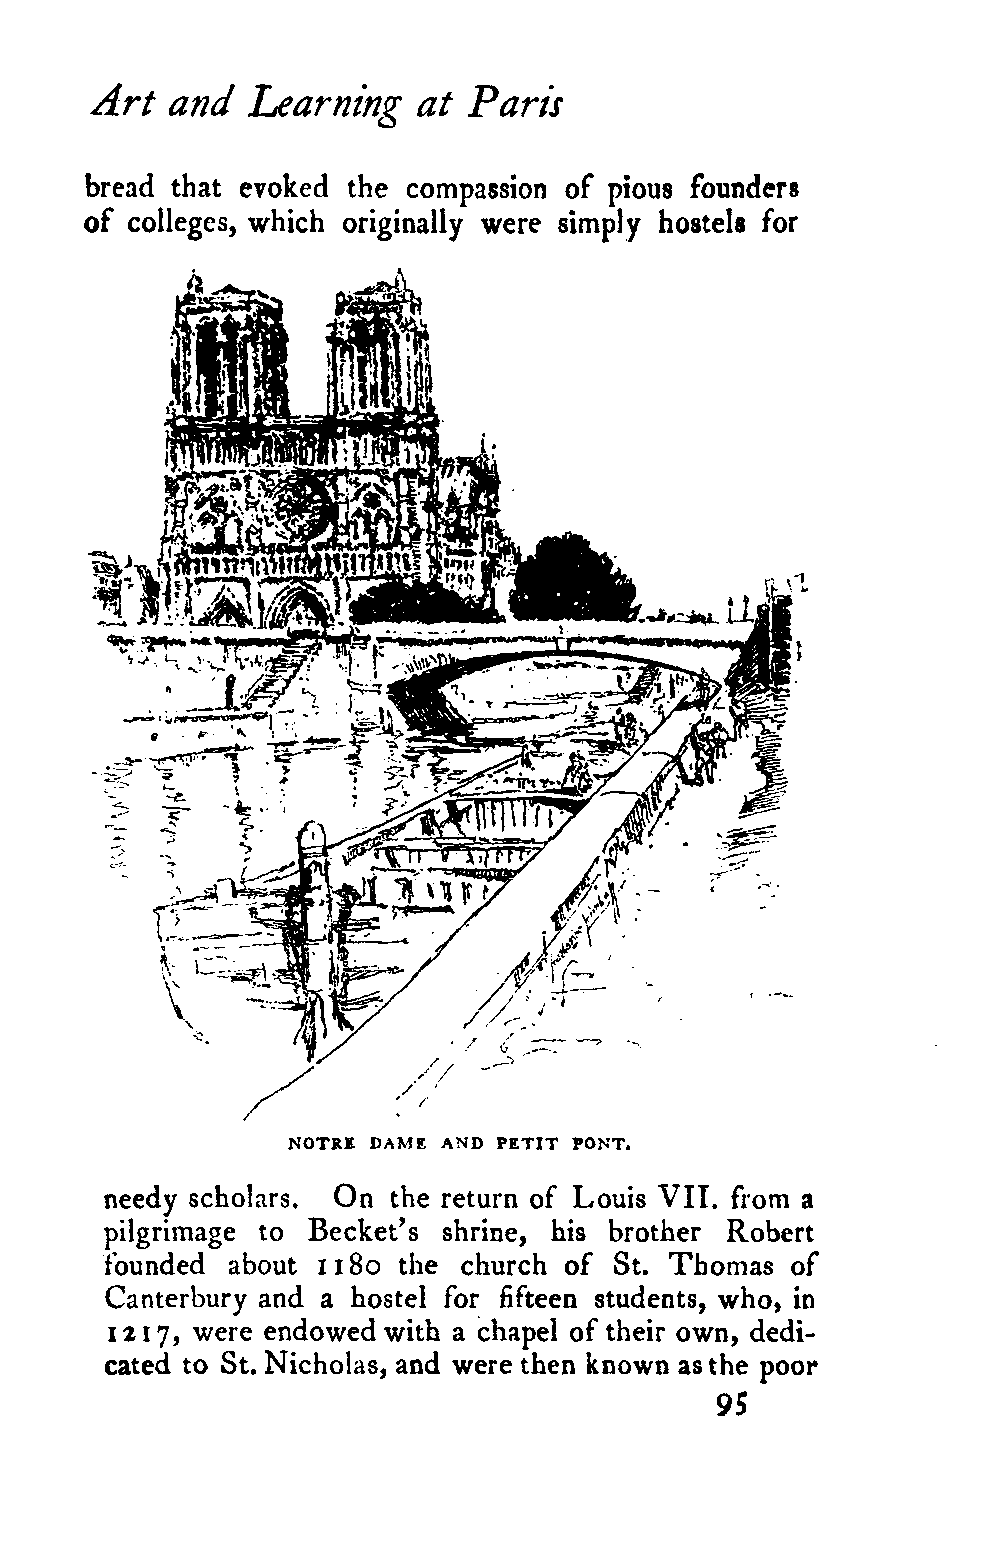 Art and Learning at Paris
bread that evoked the compassion of pious founders
of colleges, which originally were simply hostels for
NOTRE DAME AND PETIT PONT.
needy scholars. On the return of Louis VII. from a
pilgrimage to Becket's shrine, his brother Robert
founded about 1180 the church of St. Thomas of
Canterbury and a hostel for fifteen students, who, in
1217, were endowed with a chapel of their own, dedi-
cated to St. Nicholas, and were then known as the poor
95